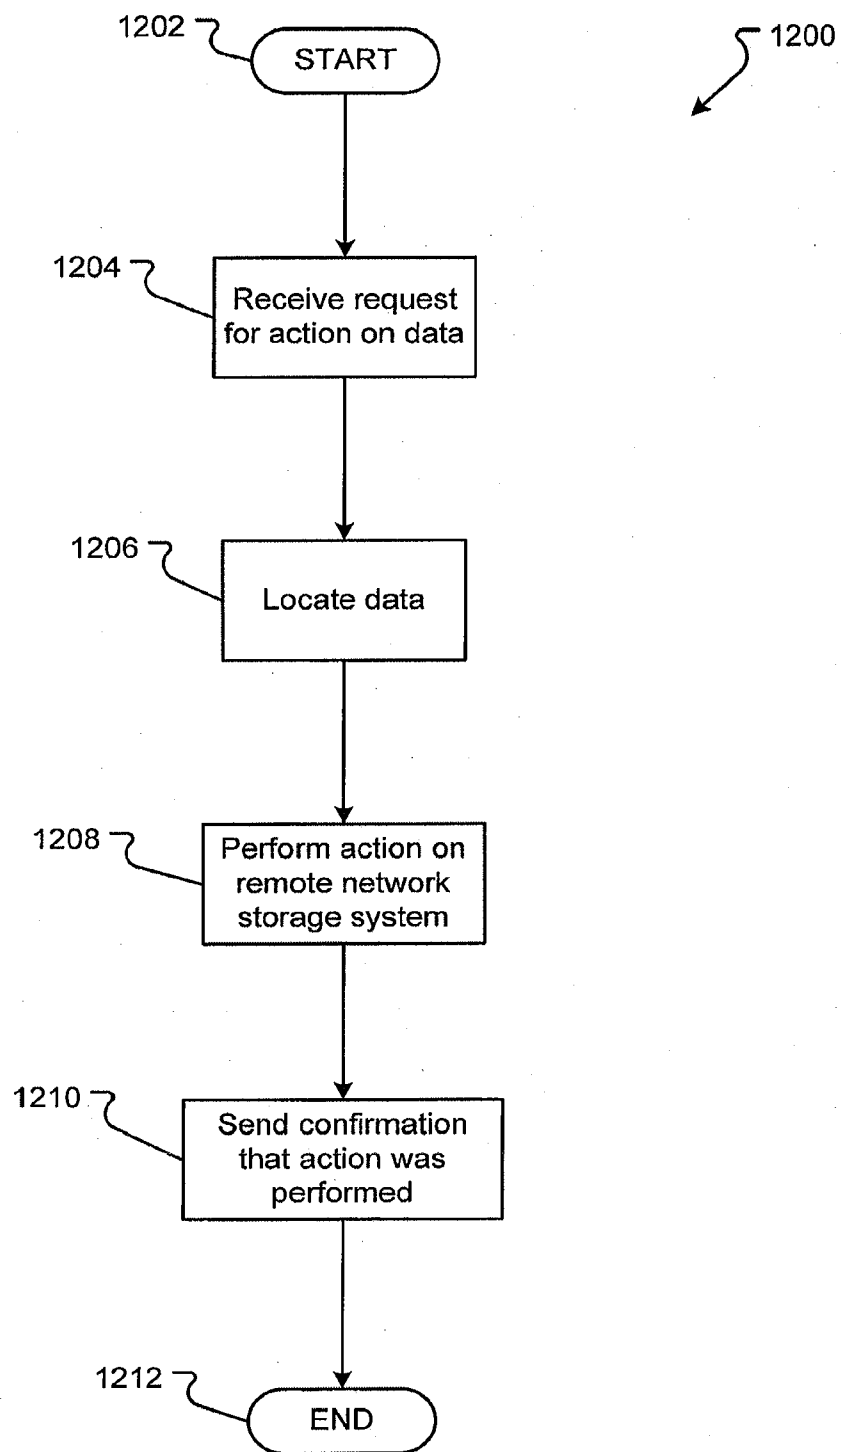 1202
START
1200
1204
Receive request
for action on data
1206
Locate data
1208
Perform action on
remote network
storage system
1210
Send confirmation
that action was
performed
1212
END